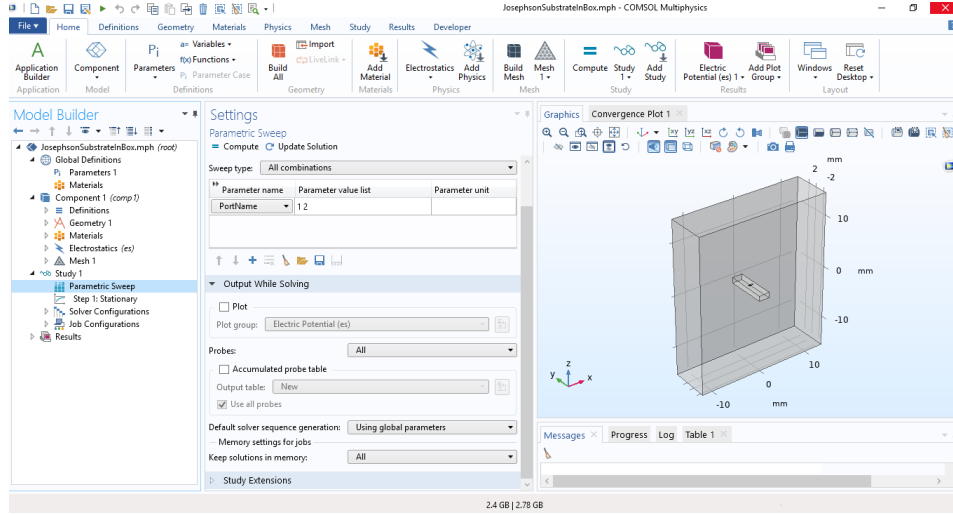 JosephsonSubstrateInBox.mph - COMSOL Multiphysics
File Home Definitions Geometry Materials Physics Mesh Study Results Developer
Application Builder
Component
Parameters
a= Variables
f(x) Functions
Pi Parameter Case
Build All
Import
LiveLink
Add Material
Electrostatics
Add Physics
Build Mesh
Mesh 1
Compute
Study 1
Add Study
Electric Potential (es) 1
Add Plot Group
Windows
Reset Desktop
Application Model Definitions Geometry Materials Physics Mesh Study Results Layout
Model Builder
JosephsonSubstrateInBox.mph (root)
Global Definitions
Pi Parameters 1
Materials
Component 1 (comp1)
Definitions
Geometry 1
Materials
Electrostatics (es)
Mesh 1
Study 1
Parametric Sweep
Step 1: Stationary
Solver Configurations
Job Configurations
Results
Settings
Parametric Sweep
= Compute Update Solution
Sweep type: All combinations
Parameter name Parameter value list Parameter unit
PortName 1 2
Output While Solving
Plot
Plot group: Electric Potential (es)
Probes: All
Accumulated probe table
Output table: New
Use all probes
Default solver sequence generation: Using global parameters
Memory settings for jobs
Keep solutions in memory: All
Study Extensions
Graphics Convergence Plot 1
xy yz xz
mm
2 -2
10
0 mm
-10
z
y x
10
0
-10 mm
Messages Progress Log Table 1
2.4 GB | 2.78 GB